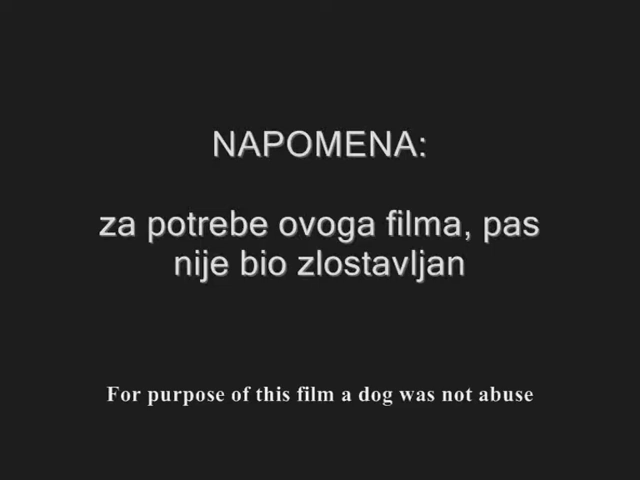 NAPOMENA:
za potrebe ovoga filma, pas
nije bio zlostavljan
For purpose of this film a dog was not abuse